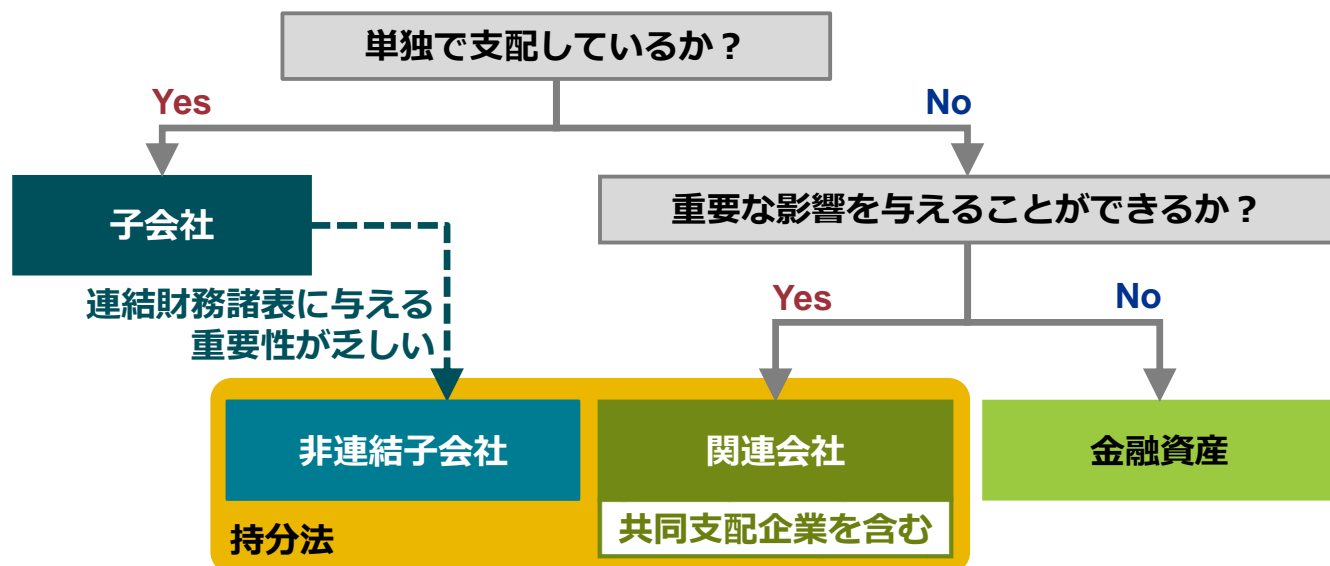 単独で支配しているか？
Yes
No
子会社
重要な影響を与えることができるか？
連結財務諸表に与える
重要性が乏しい
Yes
No
非連結子会社
関連会社
金融資産
共同支配企業を含む
持分法